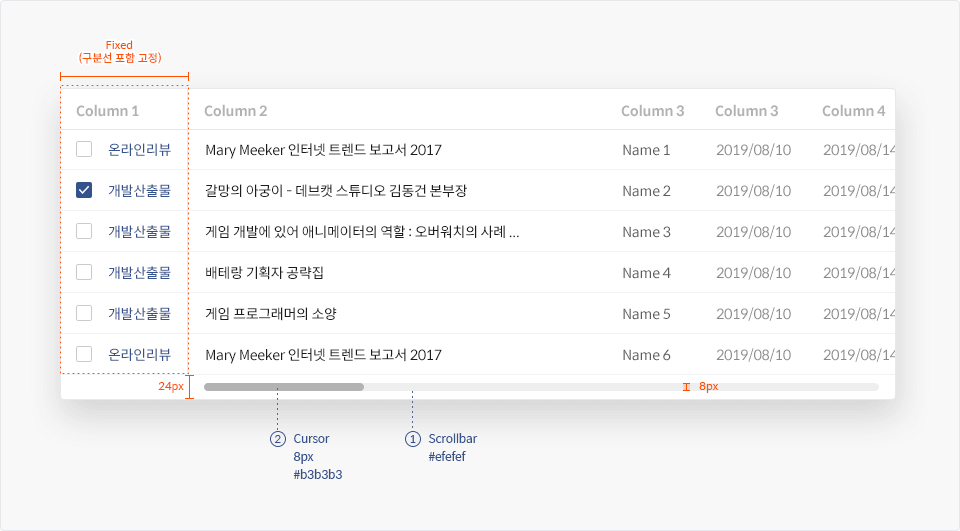 Fixed
(구분선 포함 고정)
Column 1 Column 2 Column 3 Column 3 Column 4
온라인리뷰 Mary Meeker 인터넷 트렌드 보고서 2017 Name 1 2019/08/10 2019/08/14
개발산출물 갈망의 아궁이 - 데브캣 스튜디오 김동건 본부장 Name 2 2019/08/10 2019/08/14
개발산출물 게임 개발에 있어 애니메이터의 역할 : 오버워치의 사례 ... Name 3 2019/08/10 2019/08/14
개발산출물 배테랑 기획자 공략집 Name 4 2019/08/10 2019/08/14
개발산출물 게임 프로그래머의 소양 Name 5 2019/08/10 2019/08/14
온라인리뷰 Mary Meeker 인터넷 트렌드 보고서 2017 Name 6 2019/08/10 2019/08/14
24px 8px
2 Cursor
8px
#b3b3b3
1 Scrollbar
#efefef